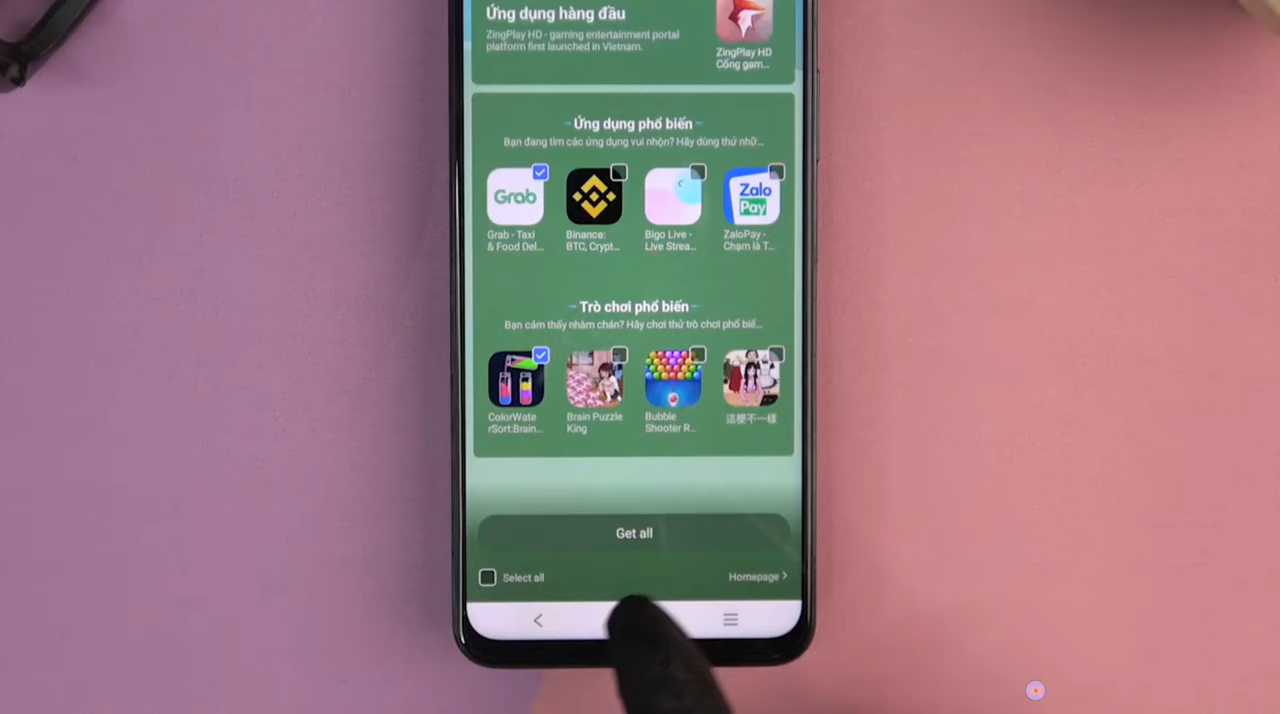 Ứng dụng hàng đầu
ZingPlay HD - gaming entertainment portal
platform first launched in Vietnam.
ZingPlay HD
Cổng gam...
Ứng dụng phổ biến
Bạn đang tìm các ứng dụng vui nhộn? Hãy dùng thử nhữ...
Grab
Zalo
Pay
Grab - Taxi
& Food Del...
Binance:
BTC, Crypt...
Bigo Live -
Live Strea...
ZaloPay -
Chạm là T...
Trò chơi phổ biến
Bạn cảm thấy nhàm chán? Hãy chơi thử trò chơi phổ biế...
ColorWate
rSort:Brain...
Brain Puzzle
King
Bubble
Shooter R...
這梗不一樣
Get all
Select all
Homepage